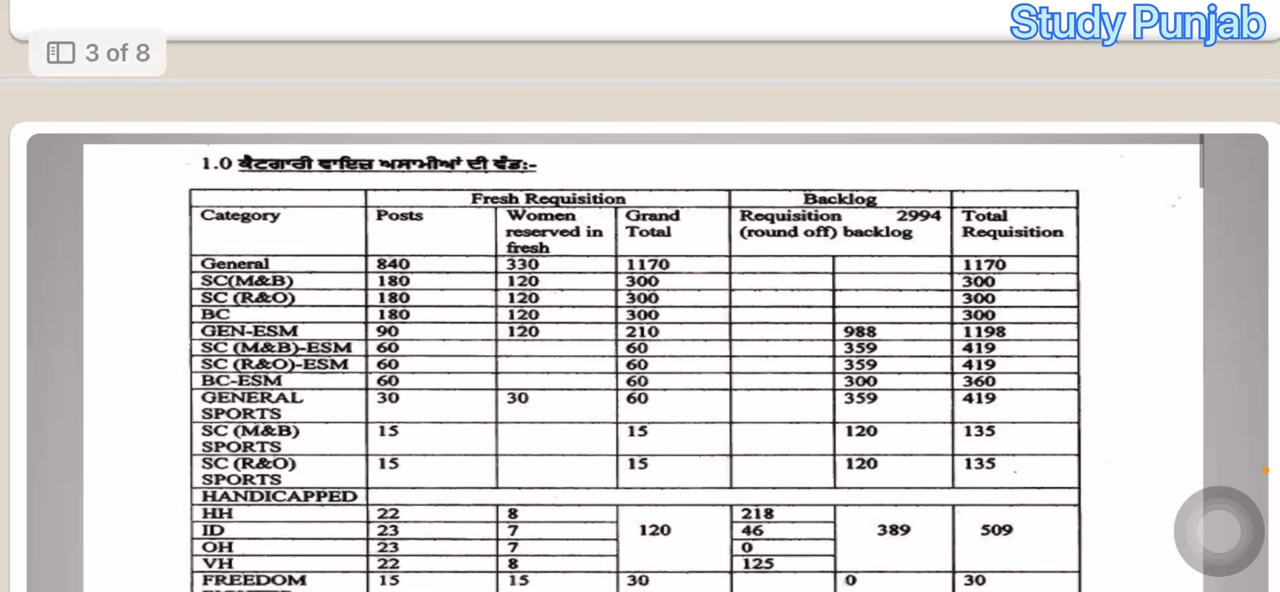 Study Punjab
3 of 8
1.0 ਕੈਟਾਗਾਰੀ ਵਾਇਜ਼ ਅਸਾਮੀਆਂ ਦੀ ਵੰਡ:-
Fresh Requisition Backlog
Category Posts Women reserved in fresh Grand Total Requisition 2994 (round off) backlog Total Requisition
General 840 330 1170 1170
SC(M&B) 180 120 300 300
SC (R&O) 180 120 300 300
BC 180 120 300 300
GEN-ESM 90 120 210 988 1198
SC (M&B)-ESM 60 60 359 419
SC (R&O)-ESM 60 60 359 419
BC-ESM 60 60 300 360
GENERAL SPORTS 30 30 60 359 419
SC (M&B) SPORTS 15 15 120 135
SC (R&O) SPORTS 15 15 120 135
HANDICAPPED
HH 22 8 218
ID 23 7 120 46 389 509
OH 23 7 0
VH 22 8 125
FREEDOM 15 15 30 0 30